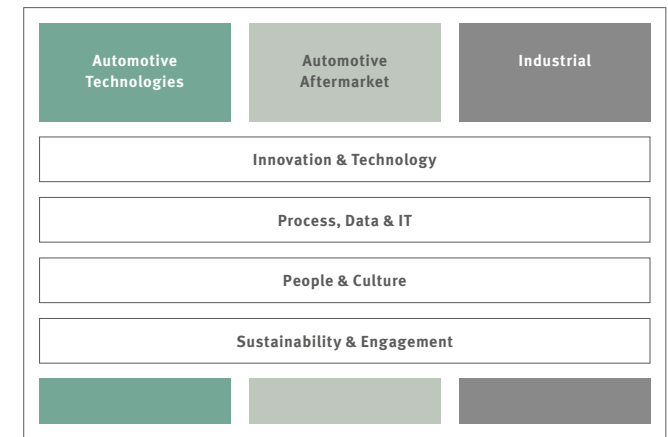 Automotive
Technologies
Automotive
Aftermarket
Industrial
Innovation & Technology
Process, Data & IT
People & Culture
Sustainability & Engagement